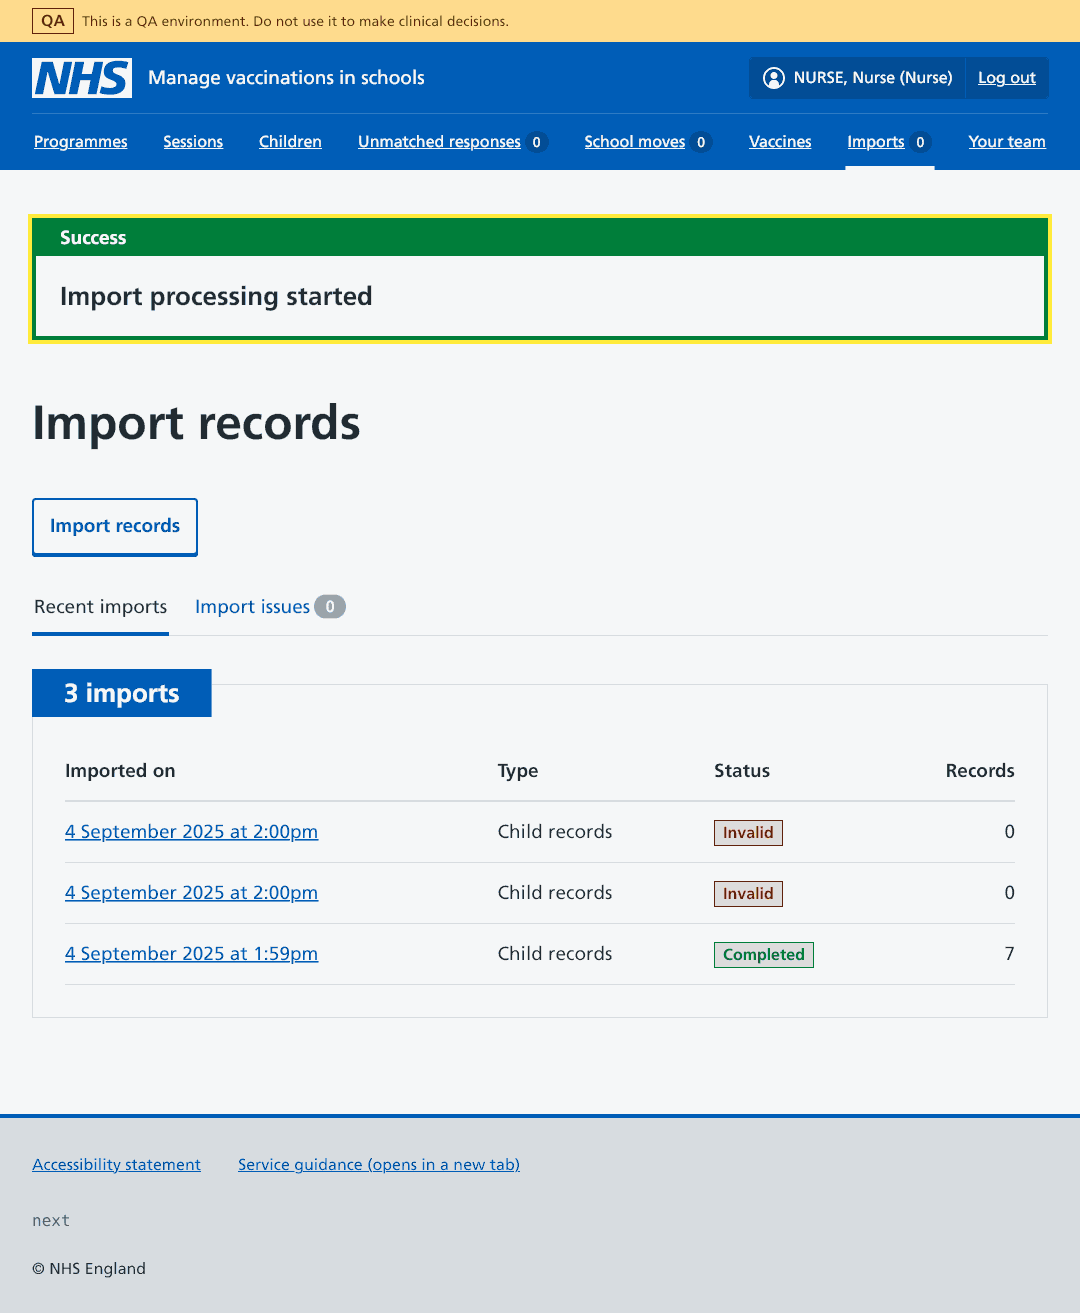 QA This is a QA environment. Do not use it to make clinical decisions.
NHS Manage vaccinations in schools NURSE, Nurse (Nurse) Log out
Programmes Sessions Children Unmatched responses 0 School moves 0 Vaccines Imports 0 Your team
Success
Import processing started
Import records
Import records
Recent imports Import issues 0
3 imports
Imported on Type Status Records
4 September 2025 at 2:00pm Child records Invalid 0
4 September 2025 at 2:00pm Child records Invalid 0
4 September 2025 at 1:59pm Child records Completed 7
Accessibility statement Service guidance (opens in a new tab)
next
© NHS England